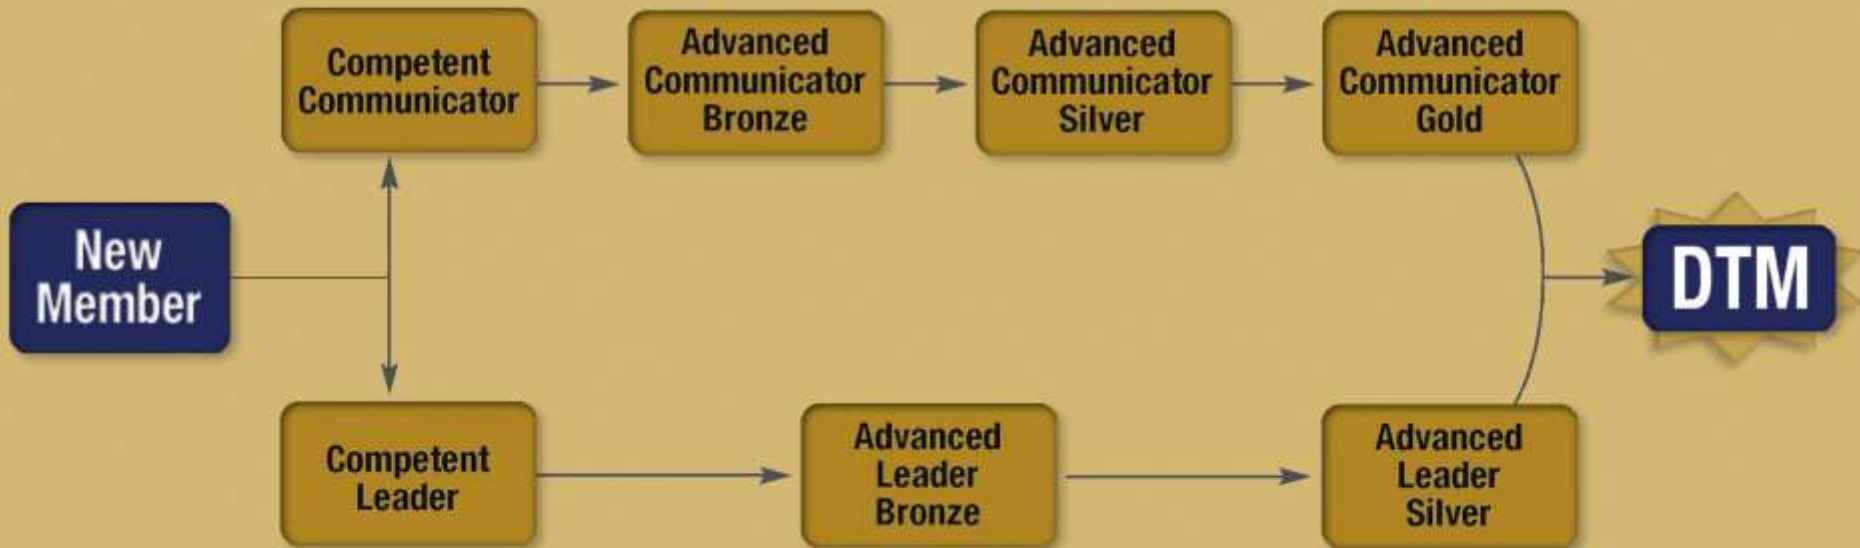 Competent
Communicator
Advanced
Communicator
Bronze
Advanced
Communicator
Silver
Advanced
Communicator
Gold
New
Member
DTM
Competent
Leader
Advanced
Leader
Bronze
Advanced
Leader
Silver